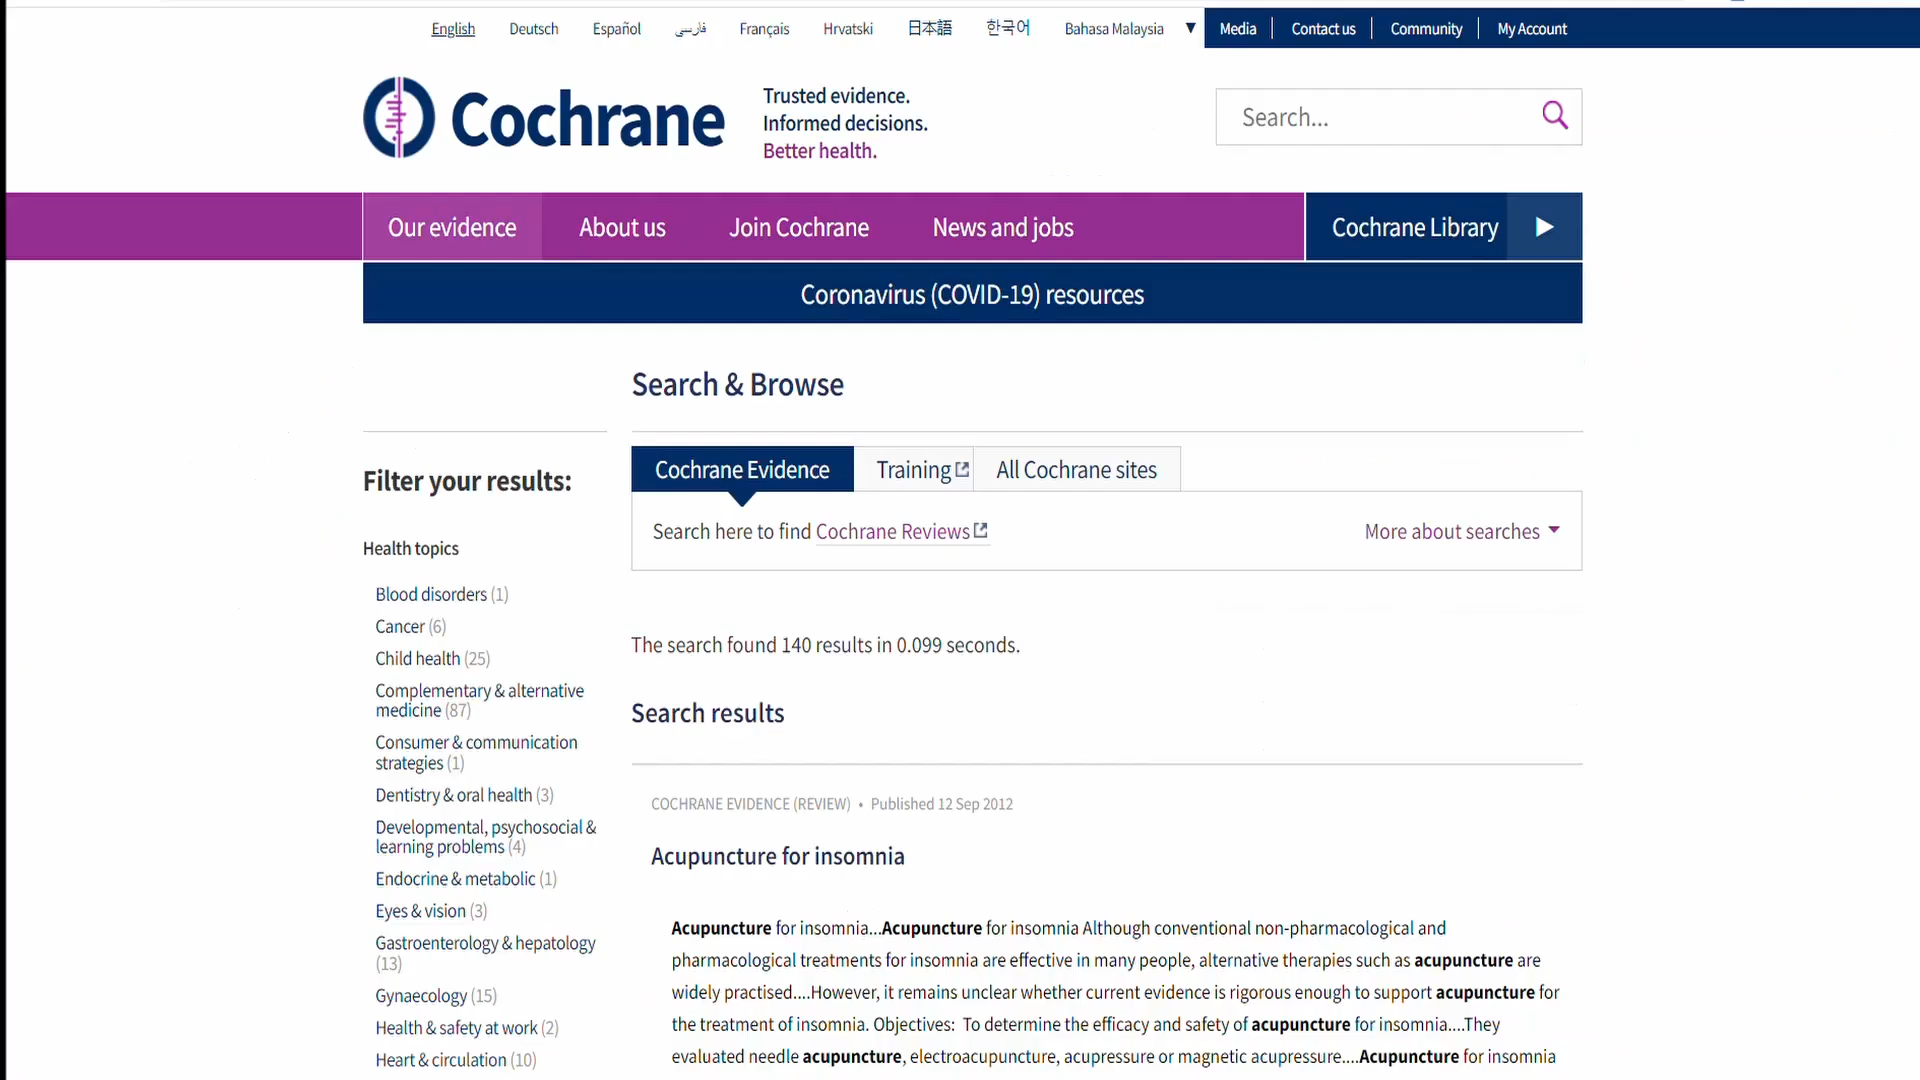 English Deutsch Español فارسی Français Hrvatski 日本語 한국어 Bahasa Malaysia ▼ Media Contact us Community My Account
Cochrane
Trusted evidence.
Informed decisions.
Better health.
Search...
Our evidence About us Join Cochrane News and jobs Cochrane Library ▶
Coronavirus (COVID-19) resources
Search & Browse
Filter your results:
Health topics
Blood disorders (1)
Cancer (6)
Child health (25)
Complementary & alternative
medicine (87)
Consumer & communication
strategies (1)
Dentistry & oral health (3)
Developmental, psychosocial &
learning problems (4)
Endocrine & metabolic (1)
Eyes & vision (3)
Gastroenterology & hepatology
(13)
Gynaecology (15)
Health & safety at work (2)
Heart & circulation (10)
Cochrane Evidence Training All Cochrane sites
Search here to find Cochrane Reviews More about searches
The search found 140 results in 0.099 seconds.
Search results
COCHRANE EVIDENCE (REVIEW) • Published 12 Sep 2012
Acupuncture for insomnia
Acupuncture for insomnia...Acupuncture for insomnia Although conventional non-pharmacological and
pharmacological treatments for insomnia are effective in many people, alternative therapies such as acupuncture are
widely practised....However, it remains unclear whether current evidence is rigorous enough to support acupuncture for
the treatment of insomnia. Objectives: To determine the efficacy and safety of acupuncture for insomnia....They
evaluated needle acupuncture, electroacupuncture, acupressure or magnetic acupressure....Acupuncture for insomnia